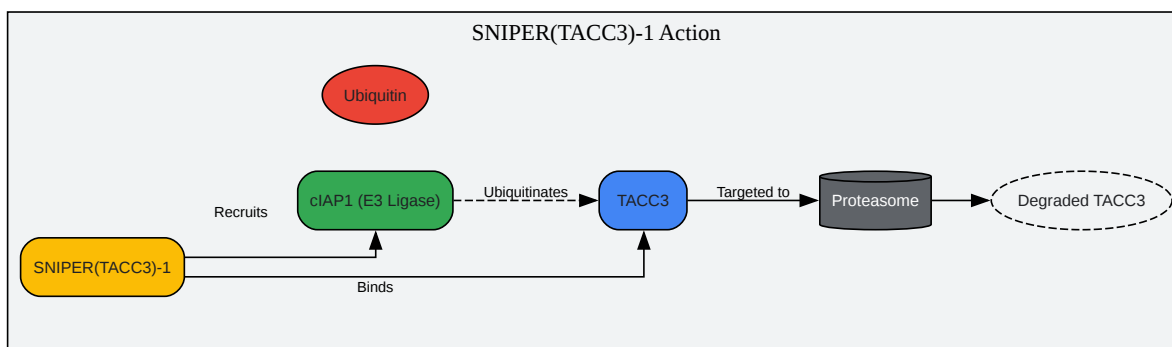 SNIPER(TACC3)-1 Action
Ubiquitin
cIAP1 (E3 Ligase)
Ubiquitinates
TACC3
Targeted to
Proteasome
Degraded TACC3
Recruits
SNIPER(TACC3)-1
Binds